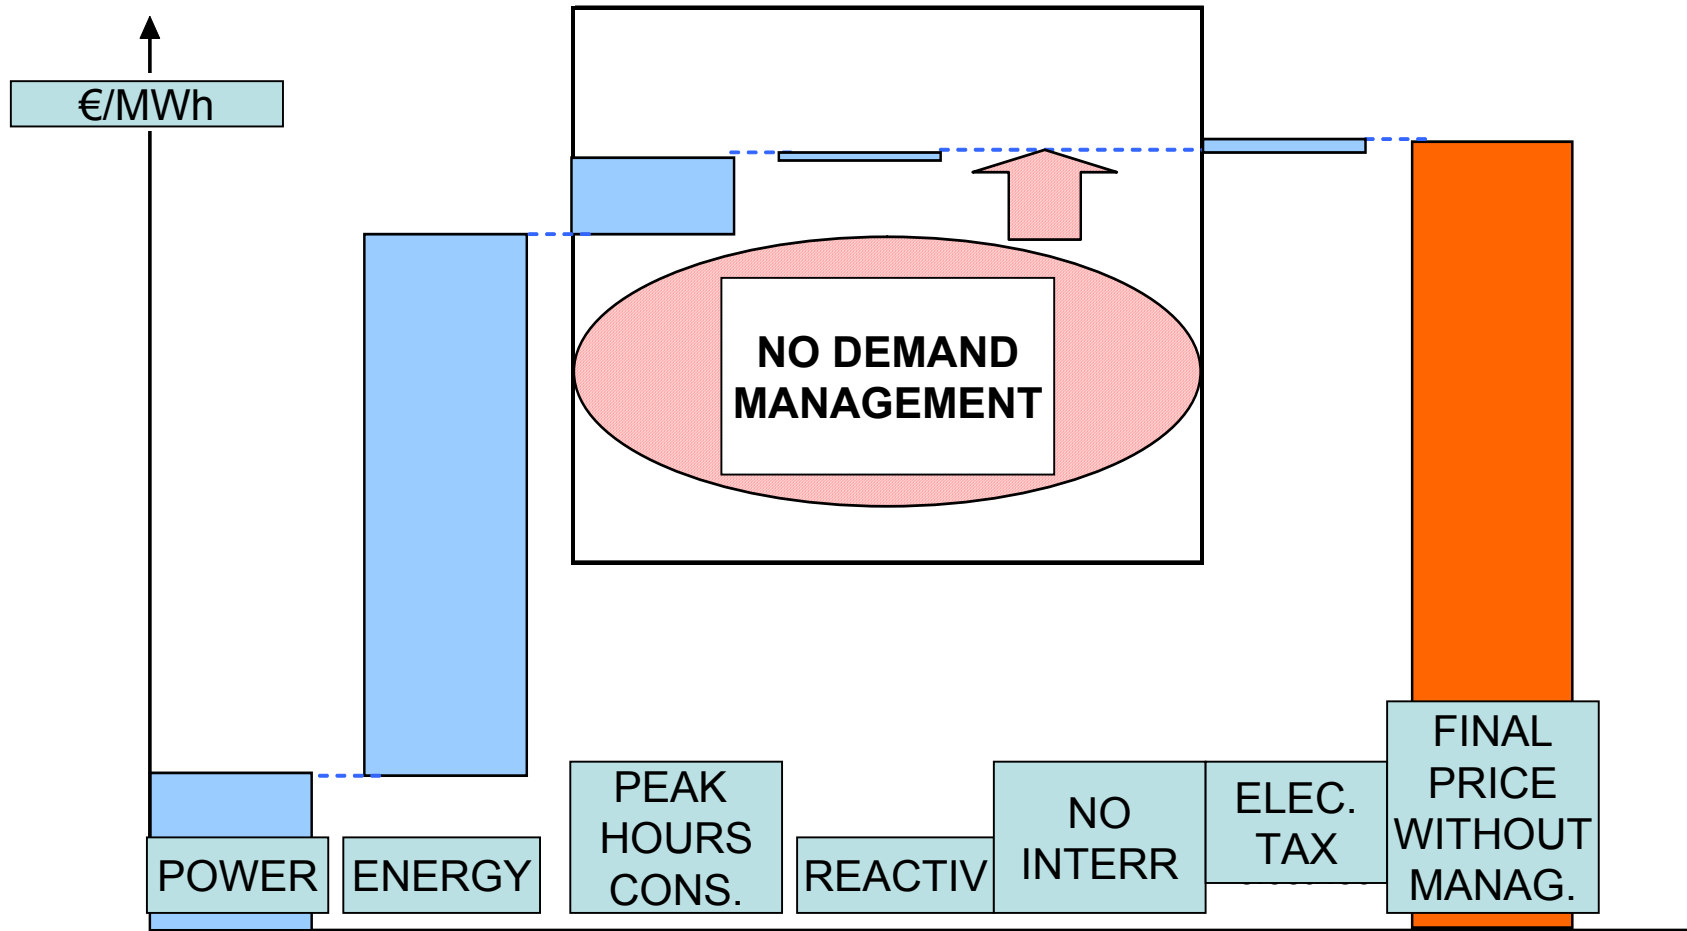 €/MWh
NO DEMAND
MANAGEMENT
POWER
ENERGY
PEAK
HOURS
CONS.
REACTIV
NO
INTERR
ELEC.
TAX
FINAL
PRICE
WITHOUT
MANAG.